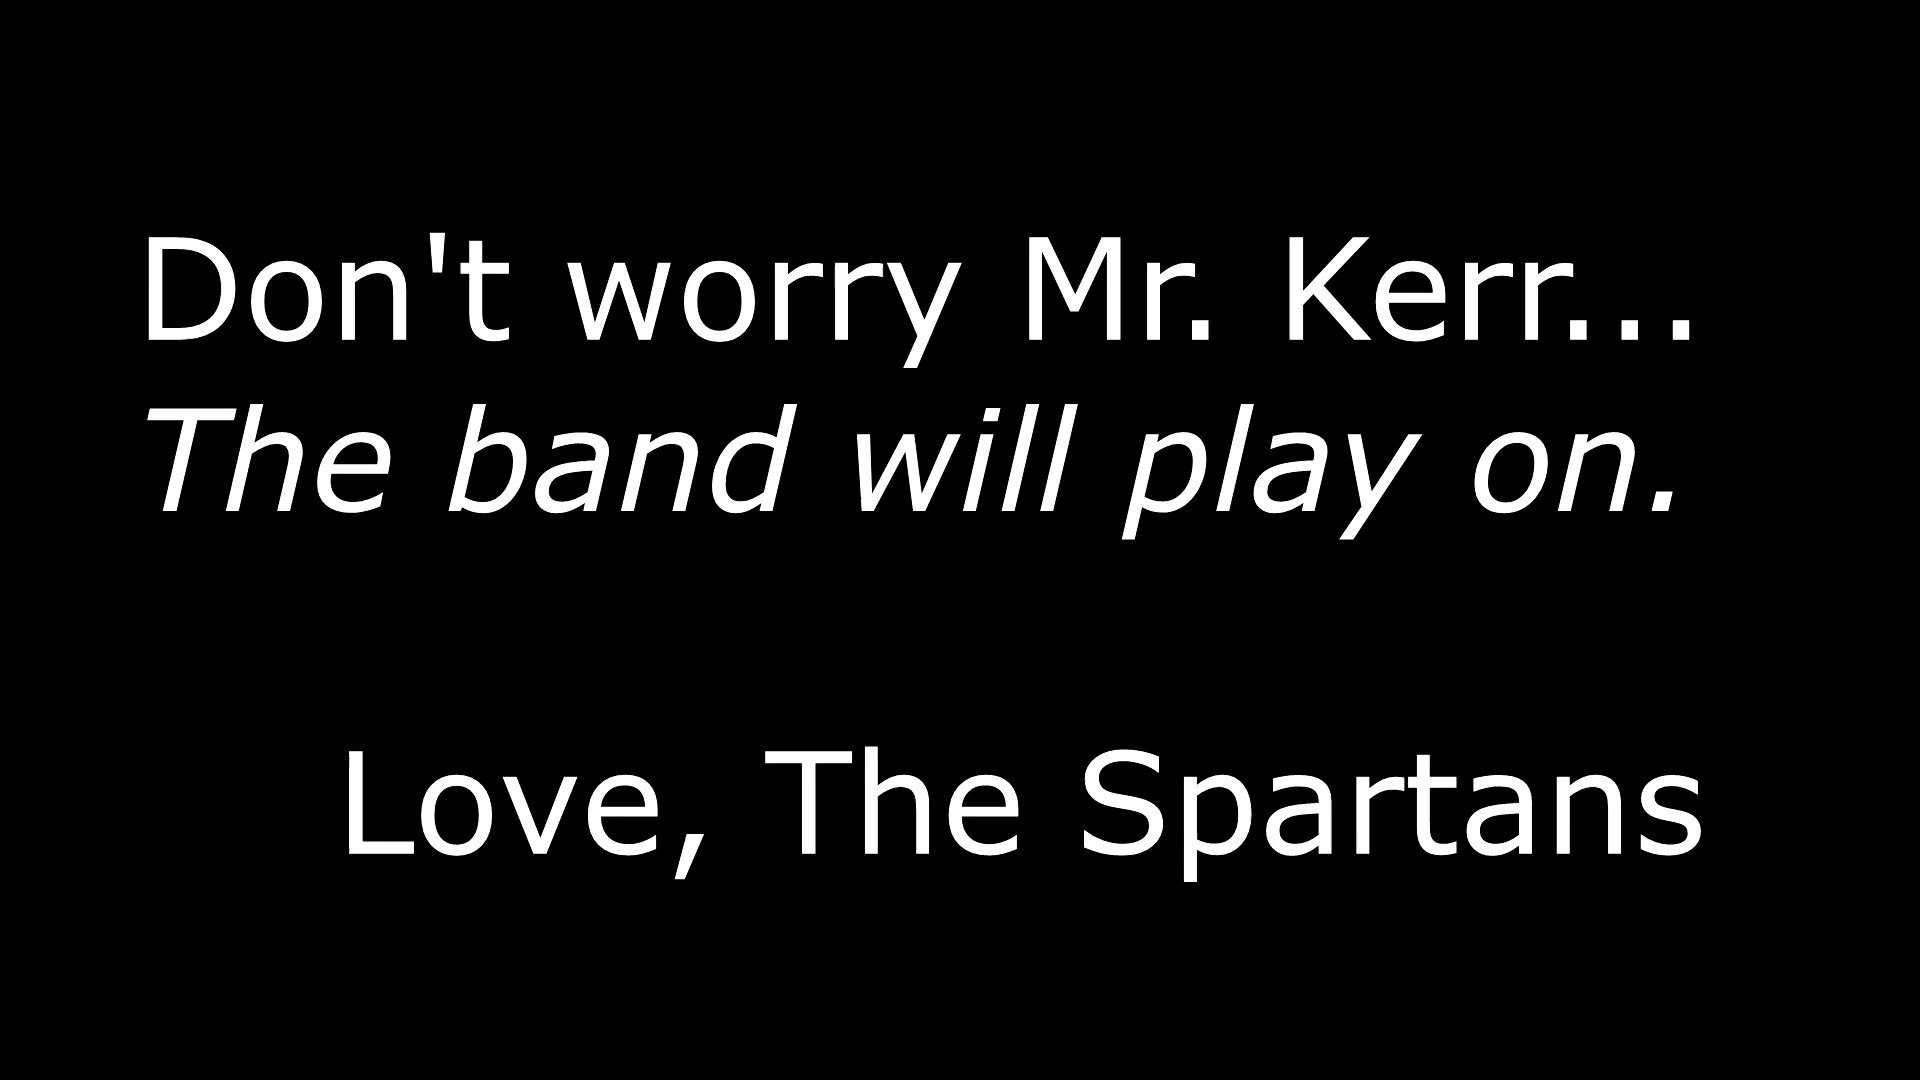 Don't worry Mr. Kerr...
The band will play on.
Love, The Spartans